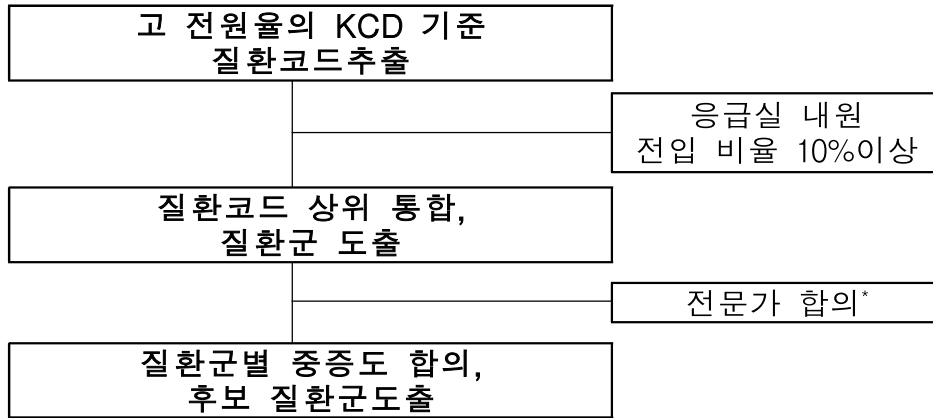 고 전원율의 KCD 기준
질환코드추출
응급실 내원
전입 비율 10%이상
질환코드 상위 통합,
질환군 도출
전문가 합의*
질환군별 중증도 합의,
후보 질환군도출